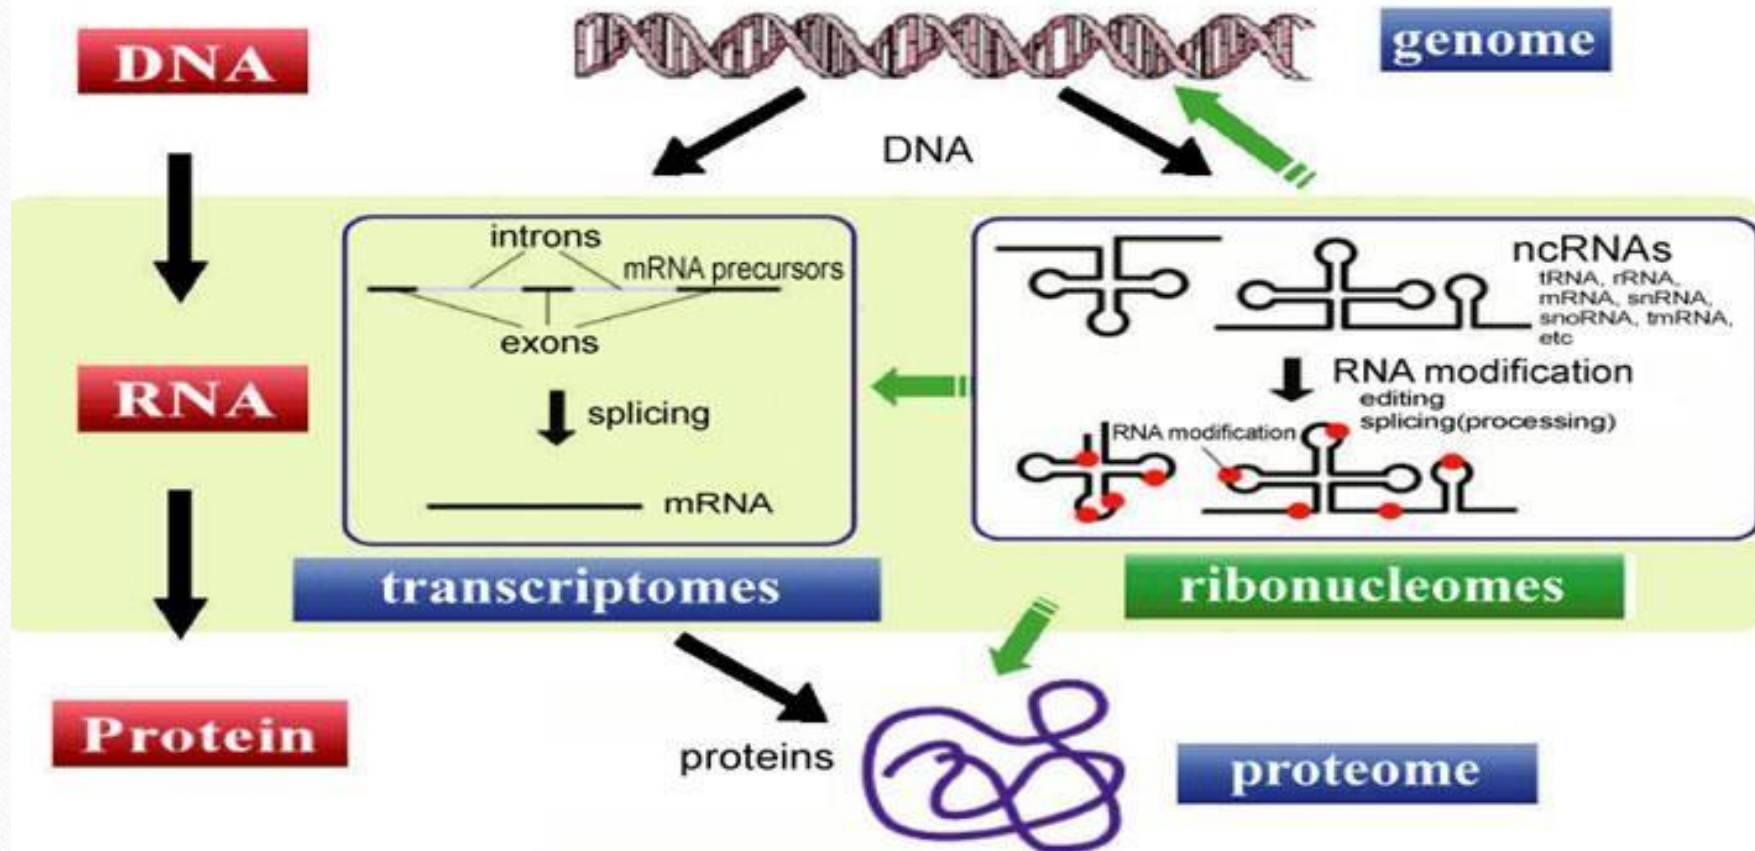 DNA
genome
DNA
introns
mRNA precursors
exons
splicing
mRNA
ncRNAs
tRNA, rRNA,
mRNA, snRNA,
snoRNA, tmRNA,
etc
RNA modification
editing
splicing(processing)
RNA modification
RNA
transcriptomes
ribonucleomes
Protein
proteins
proteome